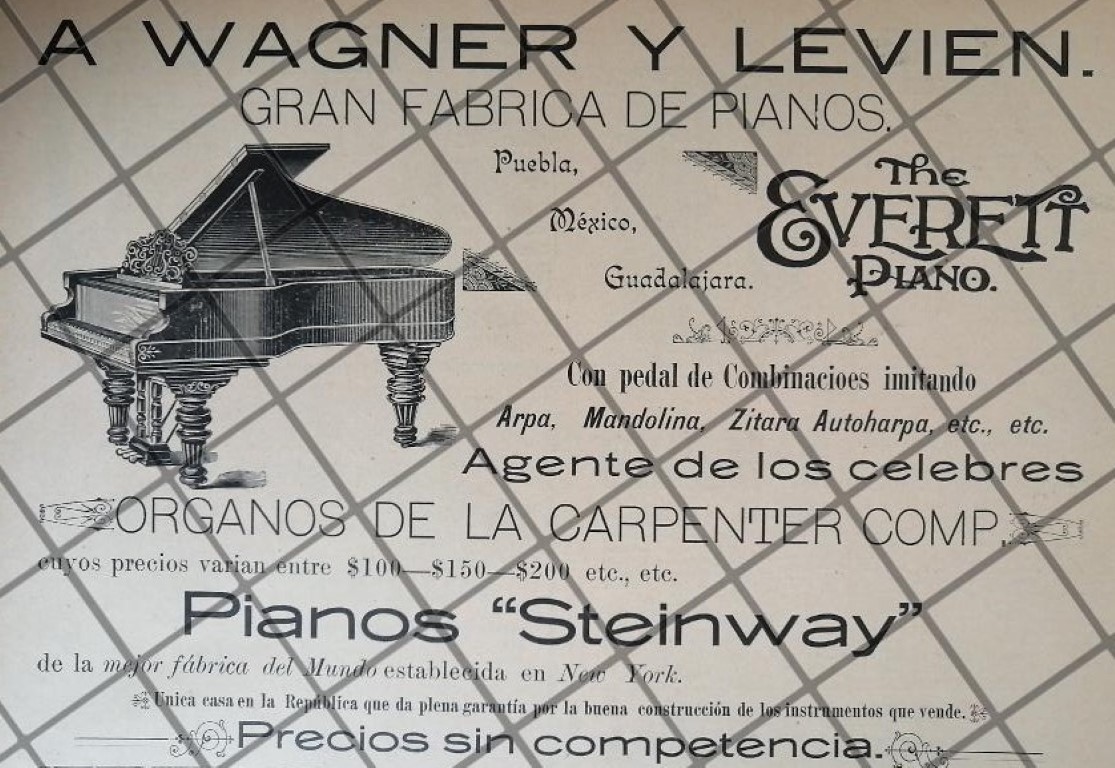 A WAGNER Y LEVIEN.
GRAN FABRICA DE PIANOS.
Puebla,
México,
Guadalajara.
The
EVERETT
PIANO.
Con pedal de Combinacioes imitando
Arpa, Mandolina, Zitara Autoharpa, etc., etc.
Agente de los celebres
ORGANOS DE LA CARPENTER COMP.
cuyos precios varian entre $100—$150—$200 etc., etc.
Pianos “Steinway”
de la mejor fábrica del Mundo establecida en New York.
Unica casa en la República que da plena garantía por la buena construcción de los instrumentos que vende.
Precios sin competencia.